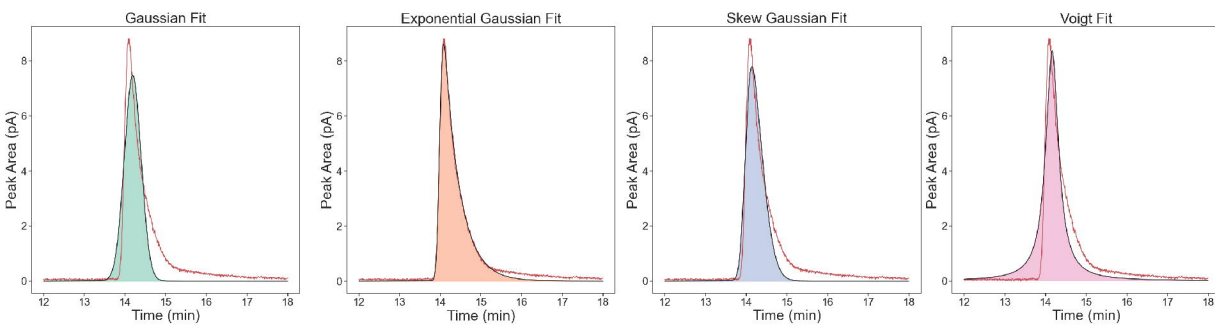 Gaussian Fit
Peak Area (pA)
8
6
4
2
0
12 13 14 15 16 17 18
Time (min)
Exponential Gaussian Fit
Peak Area (pA)
8
6
4
2
0
12 13 14 15 16 17 18
Time (min)
Skew Gaussian Fit
Peak Area (pA)
8
6
4
2
0
12 13 14 15 16 17 18
Time (min)
Voigt Fit
Peak Area (pA)
8
6
4
2
0
12 13 14 15 16 17 18
Time (min)